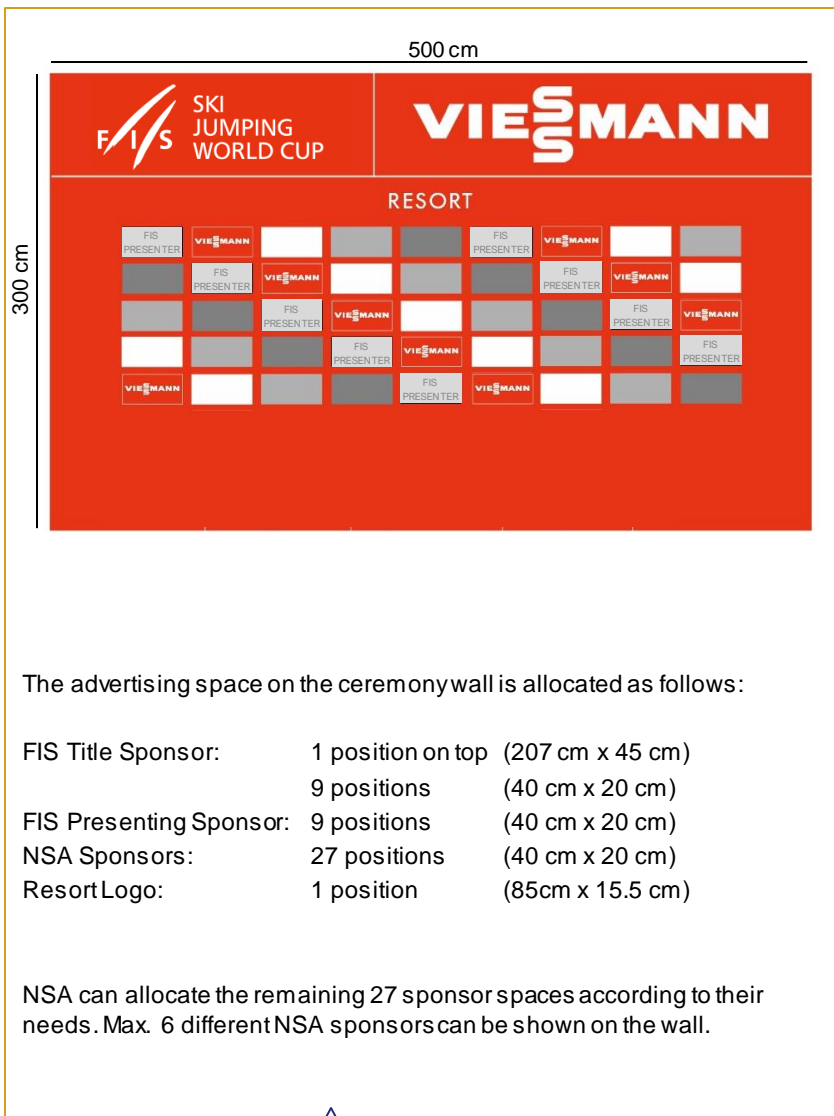 500 cm
300 cm
FIS
SKI
JUMPING
WORLD CUP
VIESSMANN
RESORT
FIS PRESENTER
VIESSMANN
FIS PRESENTER
VIESSMANN
FIS PRESENTER
VIESSMANN
FIS PRESENTER
VIESSMANN
FIS PRESENTER
VIESSMANN
FIS PRESENTER
VIESSMANN
FIS PRESENTER
VIESSMANN
FIS PRESENTER
VIESSMANN
VIESSMANN
FIS PRESENTER
VIESSMANN
The advertising space on the ceremony wall is allocated as follows:
FIS Title Sponsor: 1 position on top (207 cm x 45 cm)
9 positions (40 cm x 20 cm)
FIS Presenting Sponsor: 9 positions (40 cm x 20 cm)
NSA Sponsors: 27 positions (40 cm x 20 cm)
Resort Logo: 1 position (85cm x 15.5 cm)
NSA can allocate the remaining 27 sponsor spaces according to their
needs. Max. 6 different NSA sponsors can be shown on the wall.